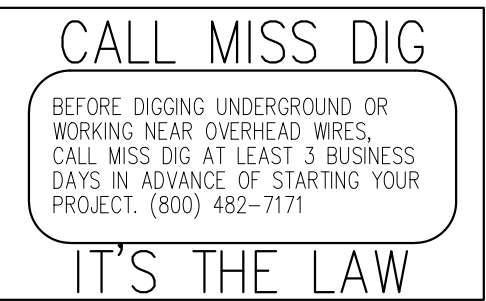 CALL MISS DIG
BEFORE DIGGING UNDERGROUND OR
WORKING NEAR OVERHEAD WIRES,
CALL MISS DIG AT LEAST 3 BUSINESS
DAYS IN ADVANCE OF STARTING YOUR
PROJECT. (800) 482-7171
IT'S THE LAW